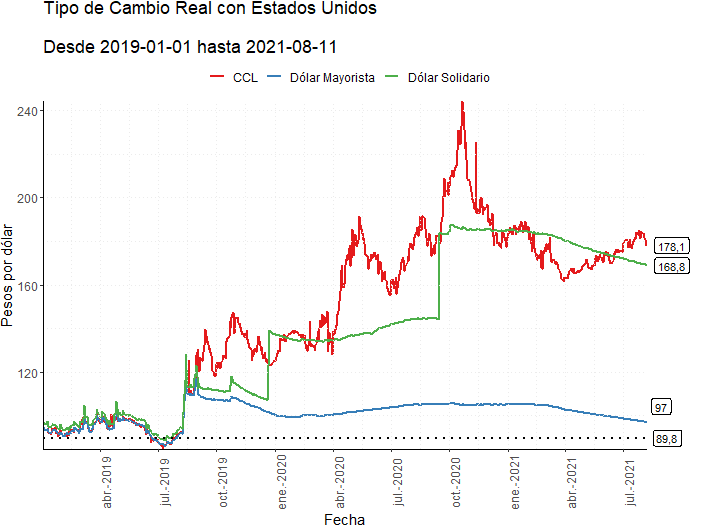 Tipo de Cambio Real con Estados Unidos
Desde 2019-01-01 hasta 2021-08-11
CCL Dólar Mayorista Dólar Solidario
Pesos por dólar
240
200
160
120
178,1
168,8
97
89,8
abr.-2019 jul.-2019 oct.-2019 ene.-2020 abr.-2020 jul.-2020 oct.-2020 ene.-2021 abr.-2021 jul.-2021
Fecha